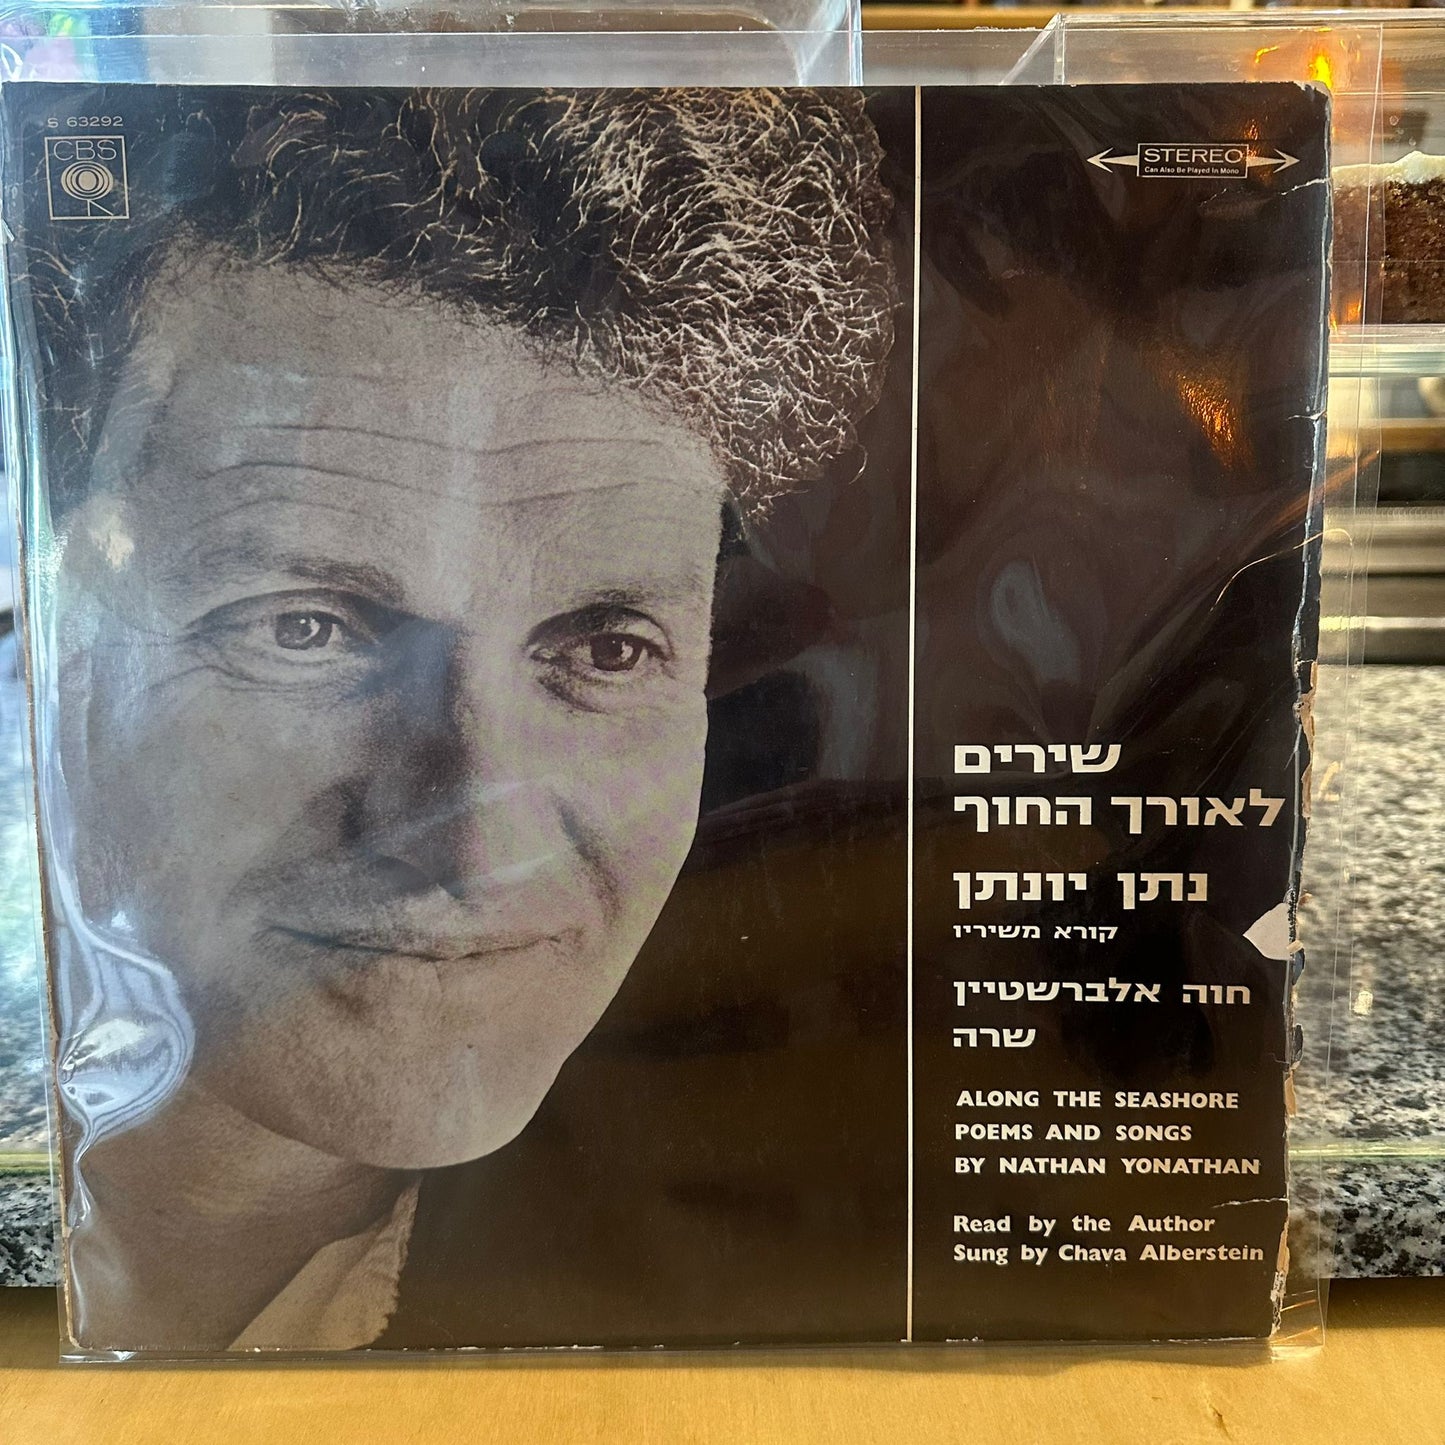 S 63292
CBS
STEREO
Can Also Be Played In Mono
שירים
לאורך החוף
נתן יונתן
קורא משיריו
חוה אלברשטיין
שרה
ALONG THE SEASHORE
POEMS AND SONGS
BY NATHAN YONATHAN
Read by the Author
Sung by Chava Alberstein